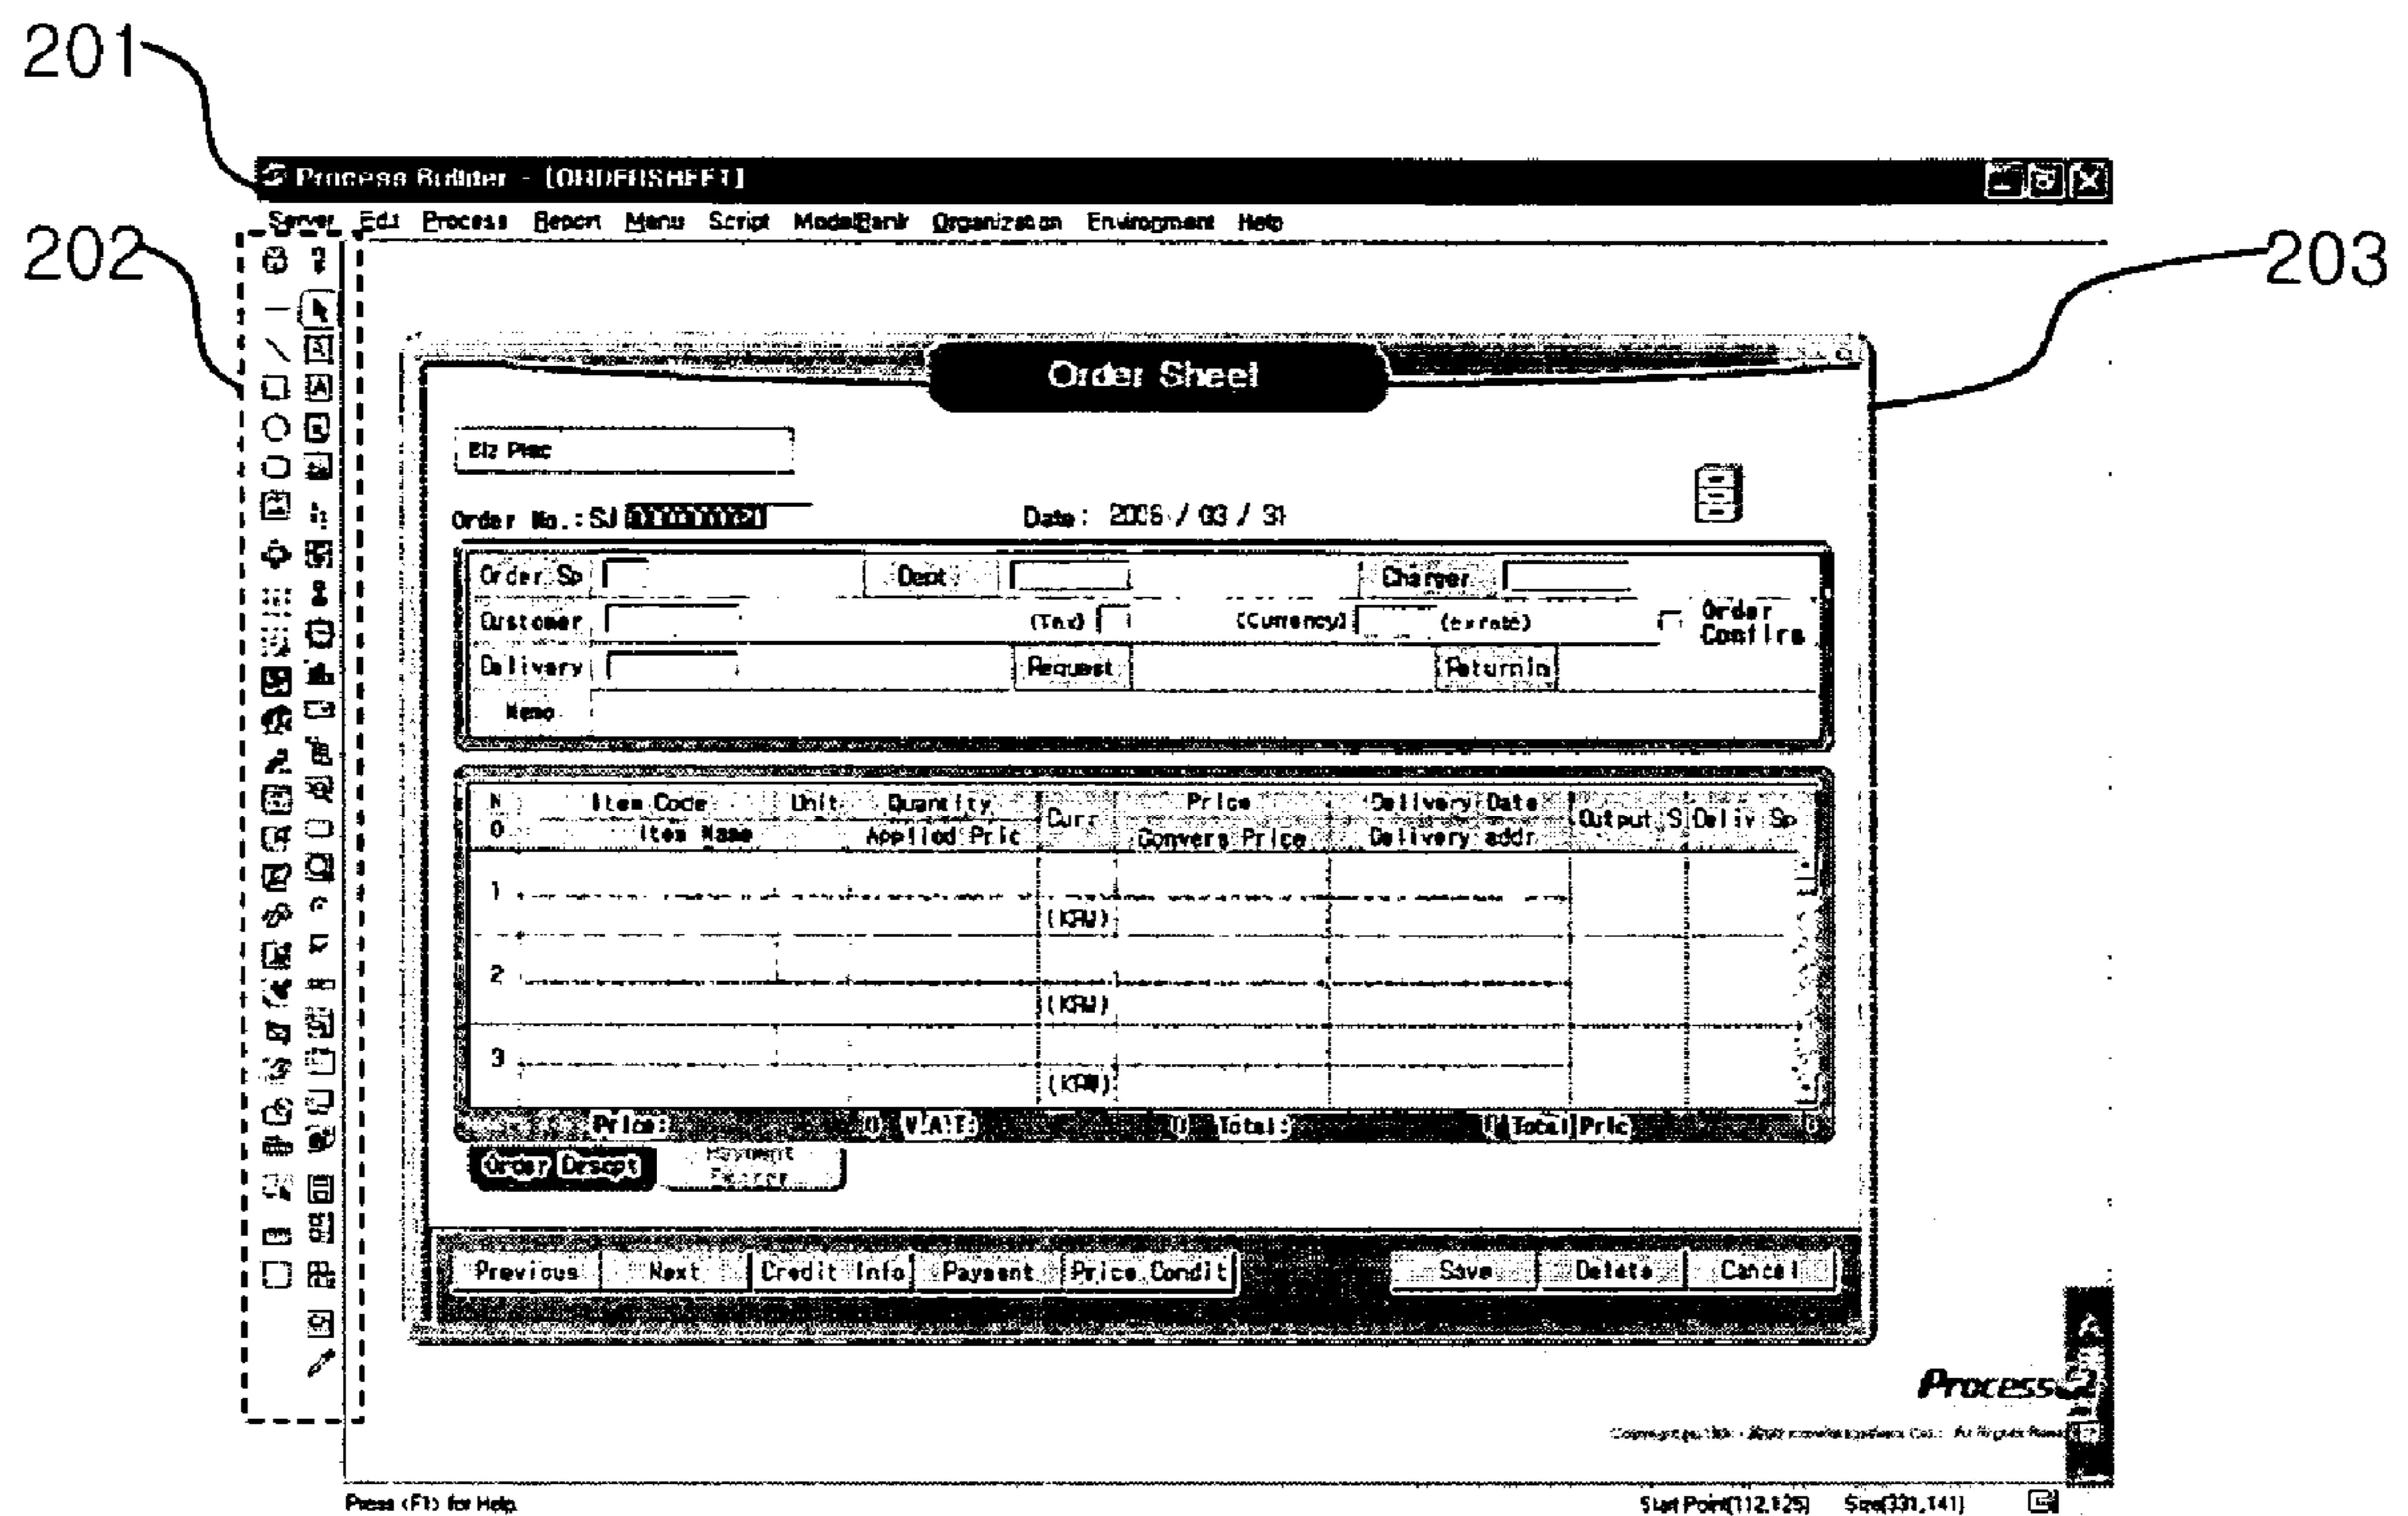 201
Process Builder - [ORDERSHEET]
Server Edit Process Report Menu Script ModelBank Organization Environment Help
202
203
Order Sheet
Biz Plac
Order No.: SJ
Date: 2006 / 03 / 31
Order Sp Dept Charger
Customer (Tax) (Currency) (exrate) Order Confirm
Delivery Request ReturnIn
Memo
NO Item Code Unit Quantity Curr Price Delivery Date Output S Deliv Sp
Item Name Applied Pric Convers Price Delivery addr
1
(KRW)
2
(KRW)
3
(KRW)
Price: 0 V.A.T: 0 Total: 0 Total Pric 0
Order Descpt Payment
Previous Next Credit Info Payment Price Condit Save Delete Cancel
Process
Press <F1> for Help.
Start Point(112,125) Size(331,141)